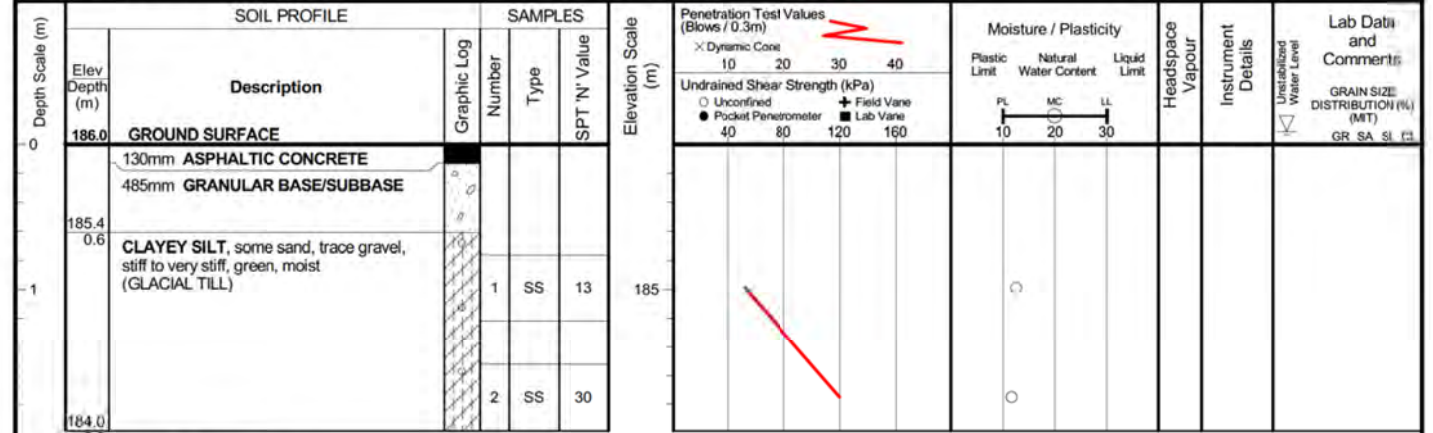 SOIL PROFILE
SAMPLES
Depth Scale (m)
Elev
Depth
(m)
Description
Graphic Log
Number
Type
SPT 'N' Value
Elevation Scale
(m)
Penetration Test Values
(Blows / 0.3m)
× Dynamic Cone
10 20 30 40
Undrained Shear Strength (kPa)
○ Unconfined + Field Vane
● Pocket Penetrometer ■ Lab Vane
40 80 120 160
Moisture / Plasticity
Plastic Natural Liquid
Limit Water Content Limit
PL MC LL
10 20 30
Headspace
Vapour
Instrument
Details
Unstabilized
Water Level
Lab Data
and
Comments
GRAIN SIZE
DISTRIBUTION (%)
(MIT)
GR SA SI
186.0 GROUND SURFACE
0
130mm ASPHALTIC CONCRETE
485mm GRANULAR BASE/SUBBASE
185.4
0.6
CLAYEY SILT, some sand, trace gravel,
stiff to very stiff, green, moist
(GLACIAL TILL)
1
1 SS 13
185
2 SS 30
184.0